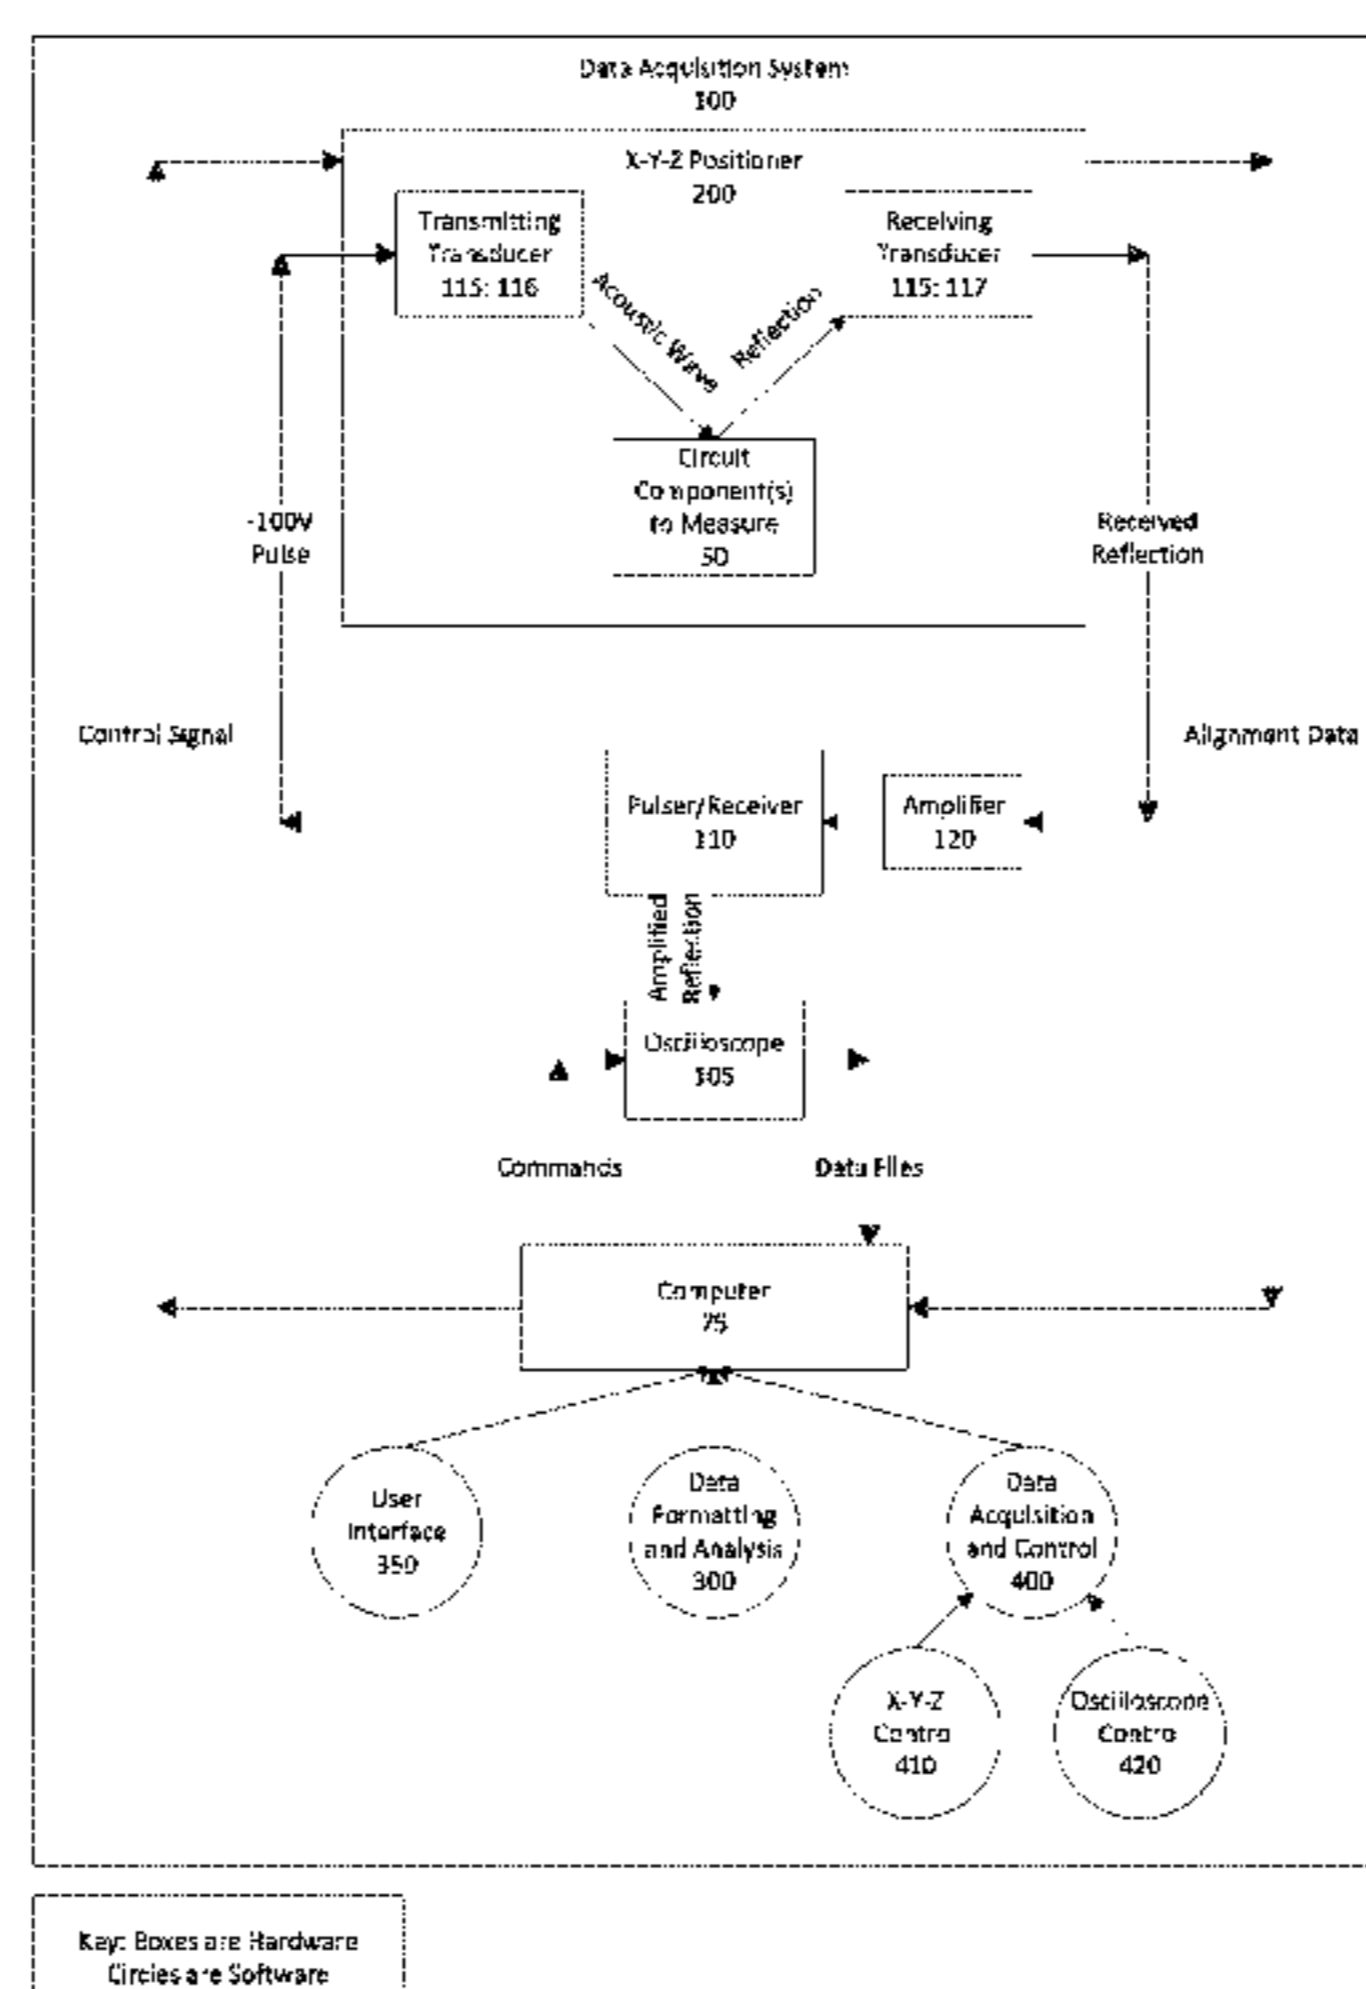 Data Acquisition System
100
X-Y-Z Positioner
200
Transmitting
Transducer
115; 116
Receiving
Transducer
115; 117
Acoustic Wave
Reflection
Circuit
Component(s)
to Measure
50
-100V
Pulse
Received
Reflection
Control Signal
Alignment Data
Pulser/Receiver
110
Amplifier
120
Amplified
Reflection
Oscilloscope
105
Commands
Data Files
Computer
75
User
Interface
350
Data
Formatting
and Analysis
300
Data
Acquisition
and Control
400
X-Y-Z
Control
410
Oscilloscope
Control
420
Key: Boxes are Hardware
Circles are Software